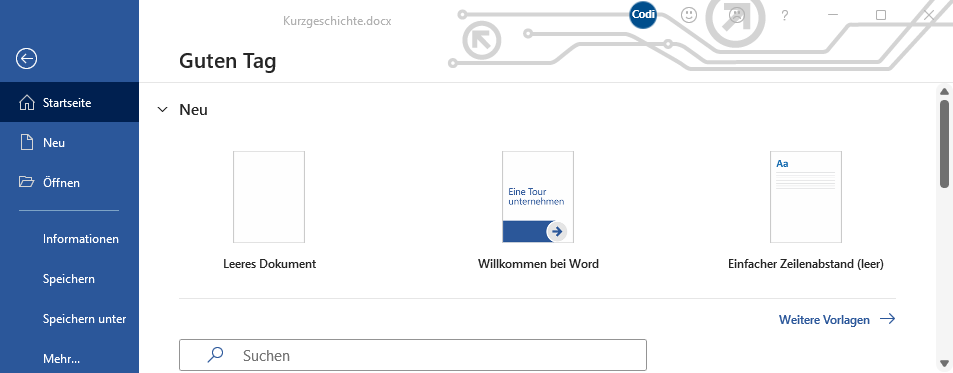 Kurzgeschichte.docx
Codi
?
Guten Tag
Startseite
Neu
Öffnen
Informationen
Speichern
Speichern unter
Mehr...
Neu
Eine Tour
unternehmen
Aa
Leeres Dokument
Willkommen bei Word
Einfacher Zeilenabstand (leer)
Weitere Vorlagen
Suchen